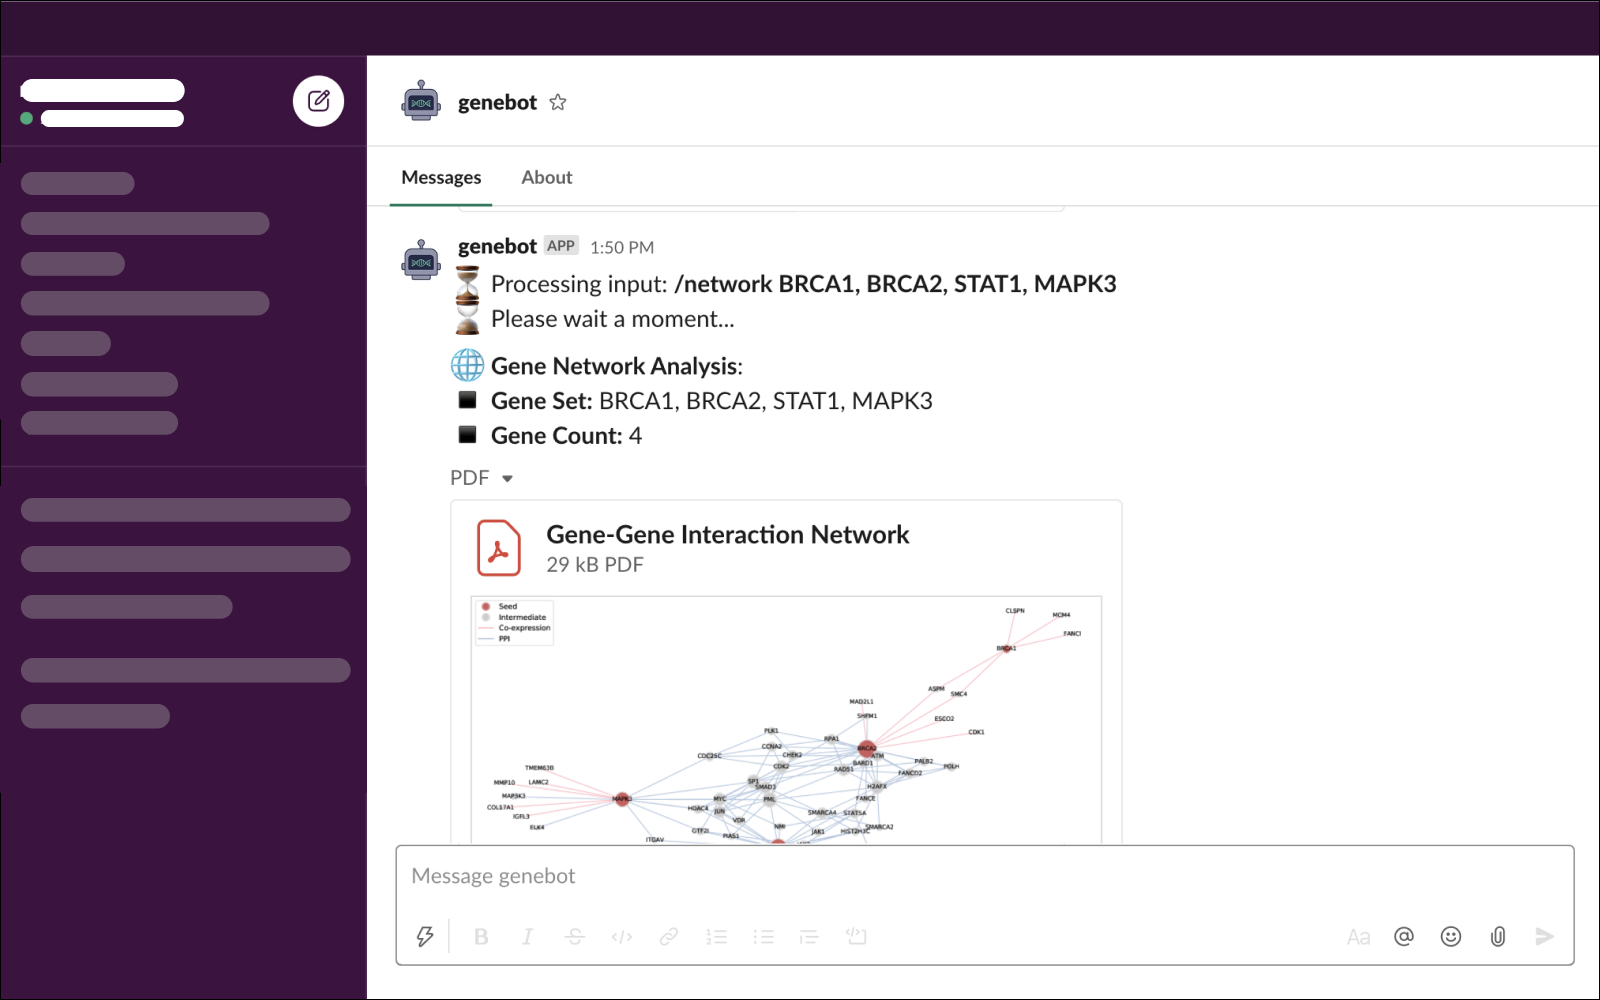 genebot
Messages About
genebot APP 1:50 PM
Processing input: /network BRCA1, BRCA2, STAT1, MAPK3
Please wait a moment...
Gene Network Analysis:
Gene Set: BRCA1, BRCA2, STAT1, MAPK3
Gene Count: 4
PDF
Gene-Gene Interaction Network
29 kB PDF
Seed
Intermediate
Co-expression
PPI
CLSPN
MCM4
FANCI
BRCA1
ASPM
SMC4
MAD2L1
SHFM1
ESCO2
CDK1
PLK1
RPA1
CCNA2
BRCA2
CDC25C
CHEK2
ATM
BARD1
PALB2
CDK2
RAD51
FANCD2
POLH
TMEM63B
MMP10
LAMC2
SP1
SMAD3
H2AFX
MAP3K3
MAPK3
MYC
PML
FANCE
COL17A1
HDAC4
JUN
SMARCA4
STAT5A
IGFL3
VDR
ELK4
GTF2I
PIAS1
NMI
JAK1
HIST2H3C
SMARCA2
ITGAV
Message genebot
B I S </>
Aa @